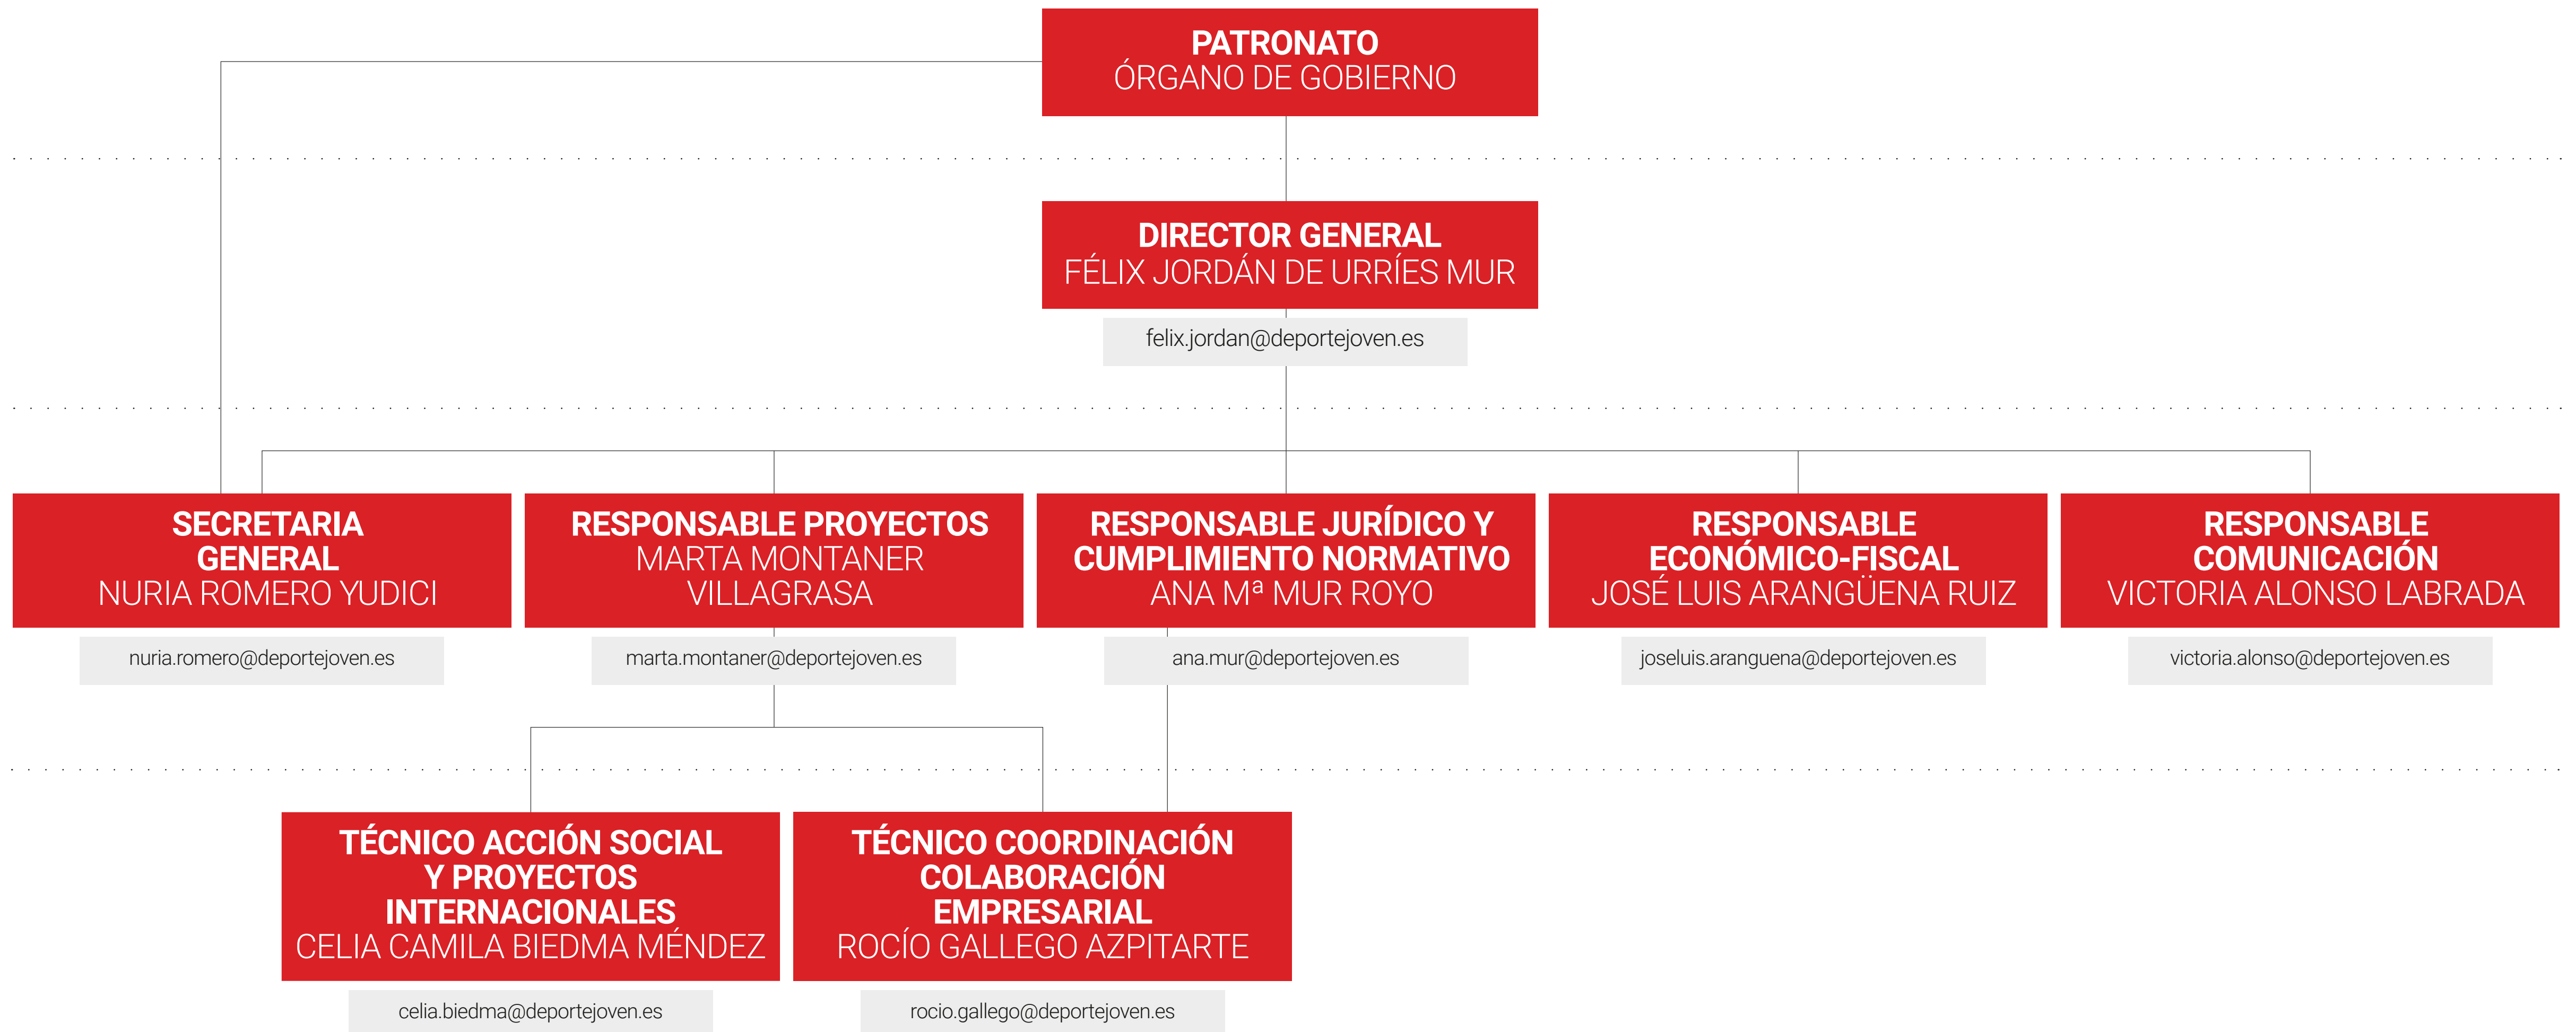 PATRONATO
ÓRGANO DE GOBIERNO
DIRECTOR GENERAL
FÉLIX JORDÁN DE URRÍES MUR
felix.jordan@deportejoven.es
SECRETARIA
GENERAL
NURIA ROMERO YUDICI
nuria.romero@deportejoven.es
RESPONSABLE PROYECTOS
MARTA MONTANER
VILLAGRASA
marta.montaner@deportejoven.es
RESPONSABLE JURÍDICO Y
CUMPLIMIENTO NORMATIVO
ANA Mª MUR ROYO
ana.mur@deportejoven.es
RESPONSABLE
ECONÓMICO-FISCAL
JOSÉ LUIS ARANGÜENA RUIZ
joseluis.aranguena@deportejoven.es
RESPONSABLE
COMUNICACIÓN
VICTORIA ALONSO LABRADA
victoria.alonso@deportejoven.es
TÉCNICO ACCIÓN SOCIAL
Y PROYECTOS
INTERNACIONALES
CELIA CAMILA BIEDMA MÉNDEZ
celia.biedma@deportejoven.es
TÉCNICO COORDINACIÓN
COLABORACIÓN
EMPRESARIAL
ROCÍO GALLEGO AZPITARTE
rocio.gallego@deportejoven.es